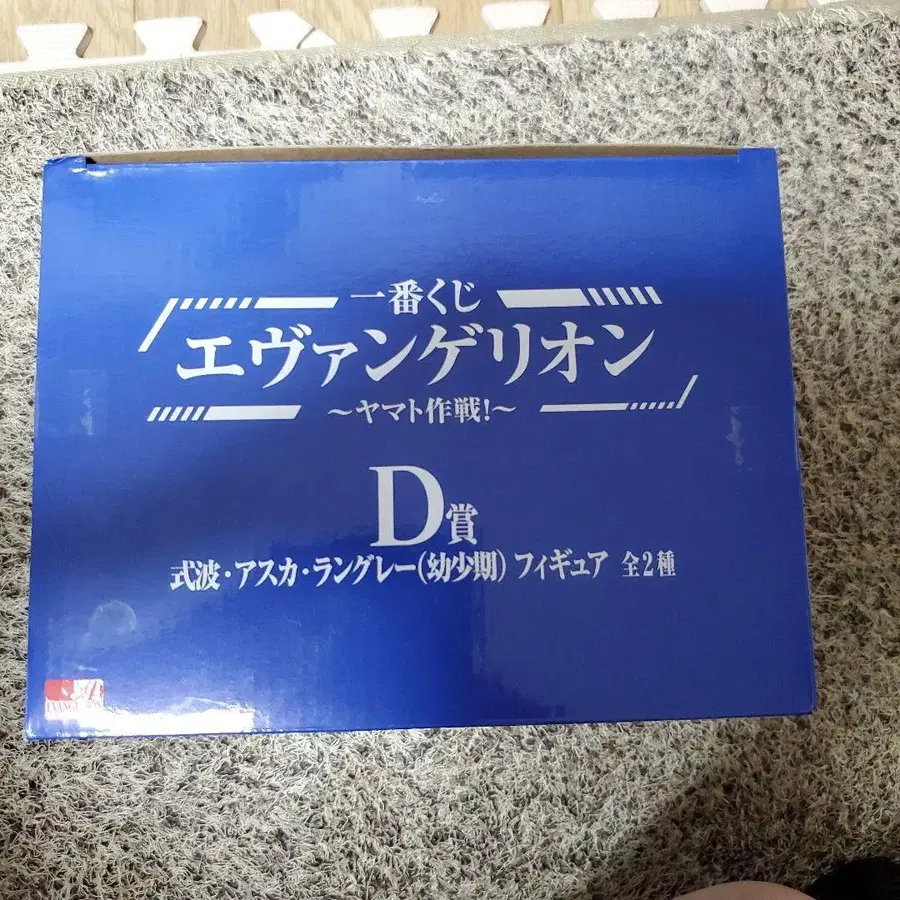 一番くじ
エヴァンゲリオン
～ヤマト作戦！～
D賞
式波・アスカ・ラングレー（幼少期）フィギュア 全2種